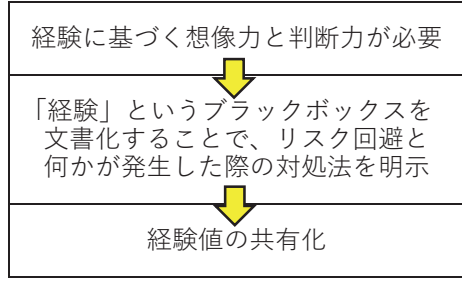 経験に基づく想像力と判断力が必要
「経験」というブラックボックスを
文書化することで、リスク回避と
何かが発生した際の対処法を明示
経験値の共有化